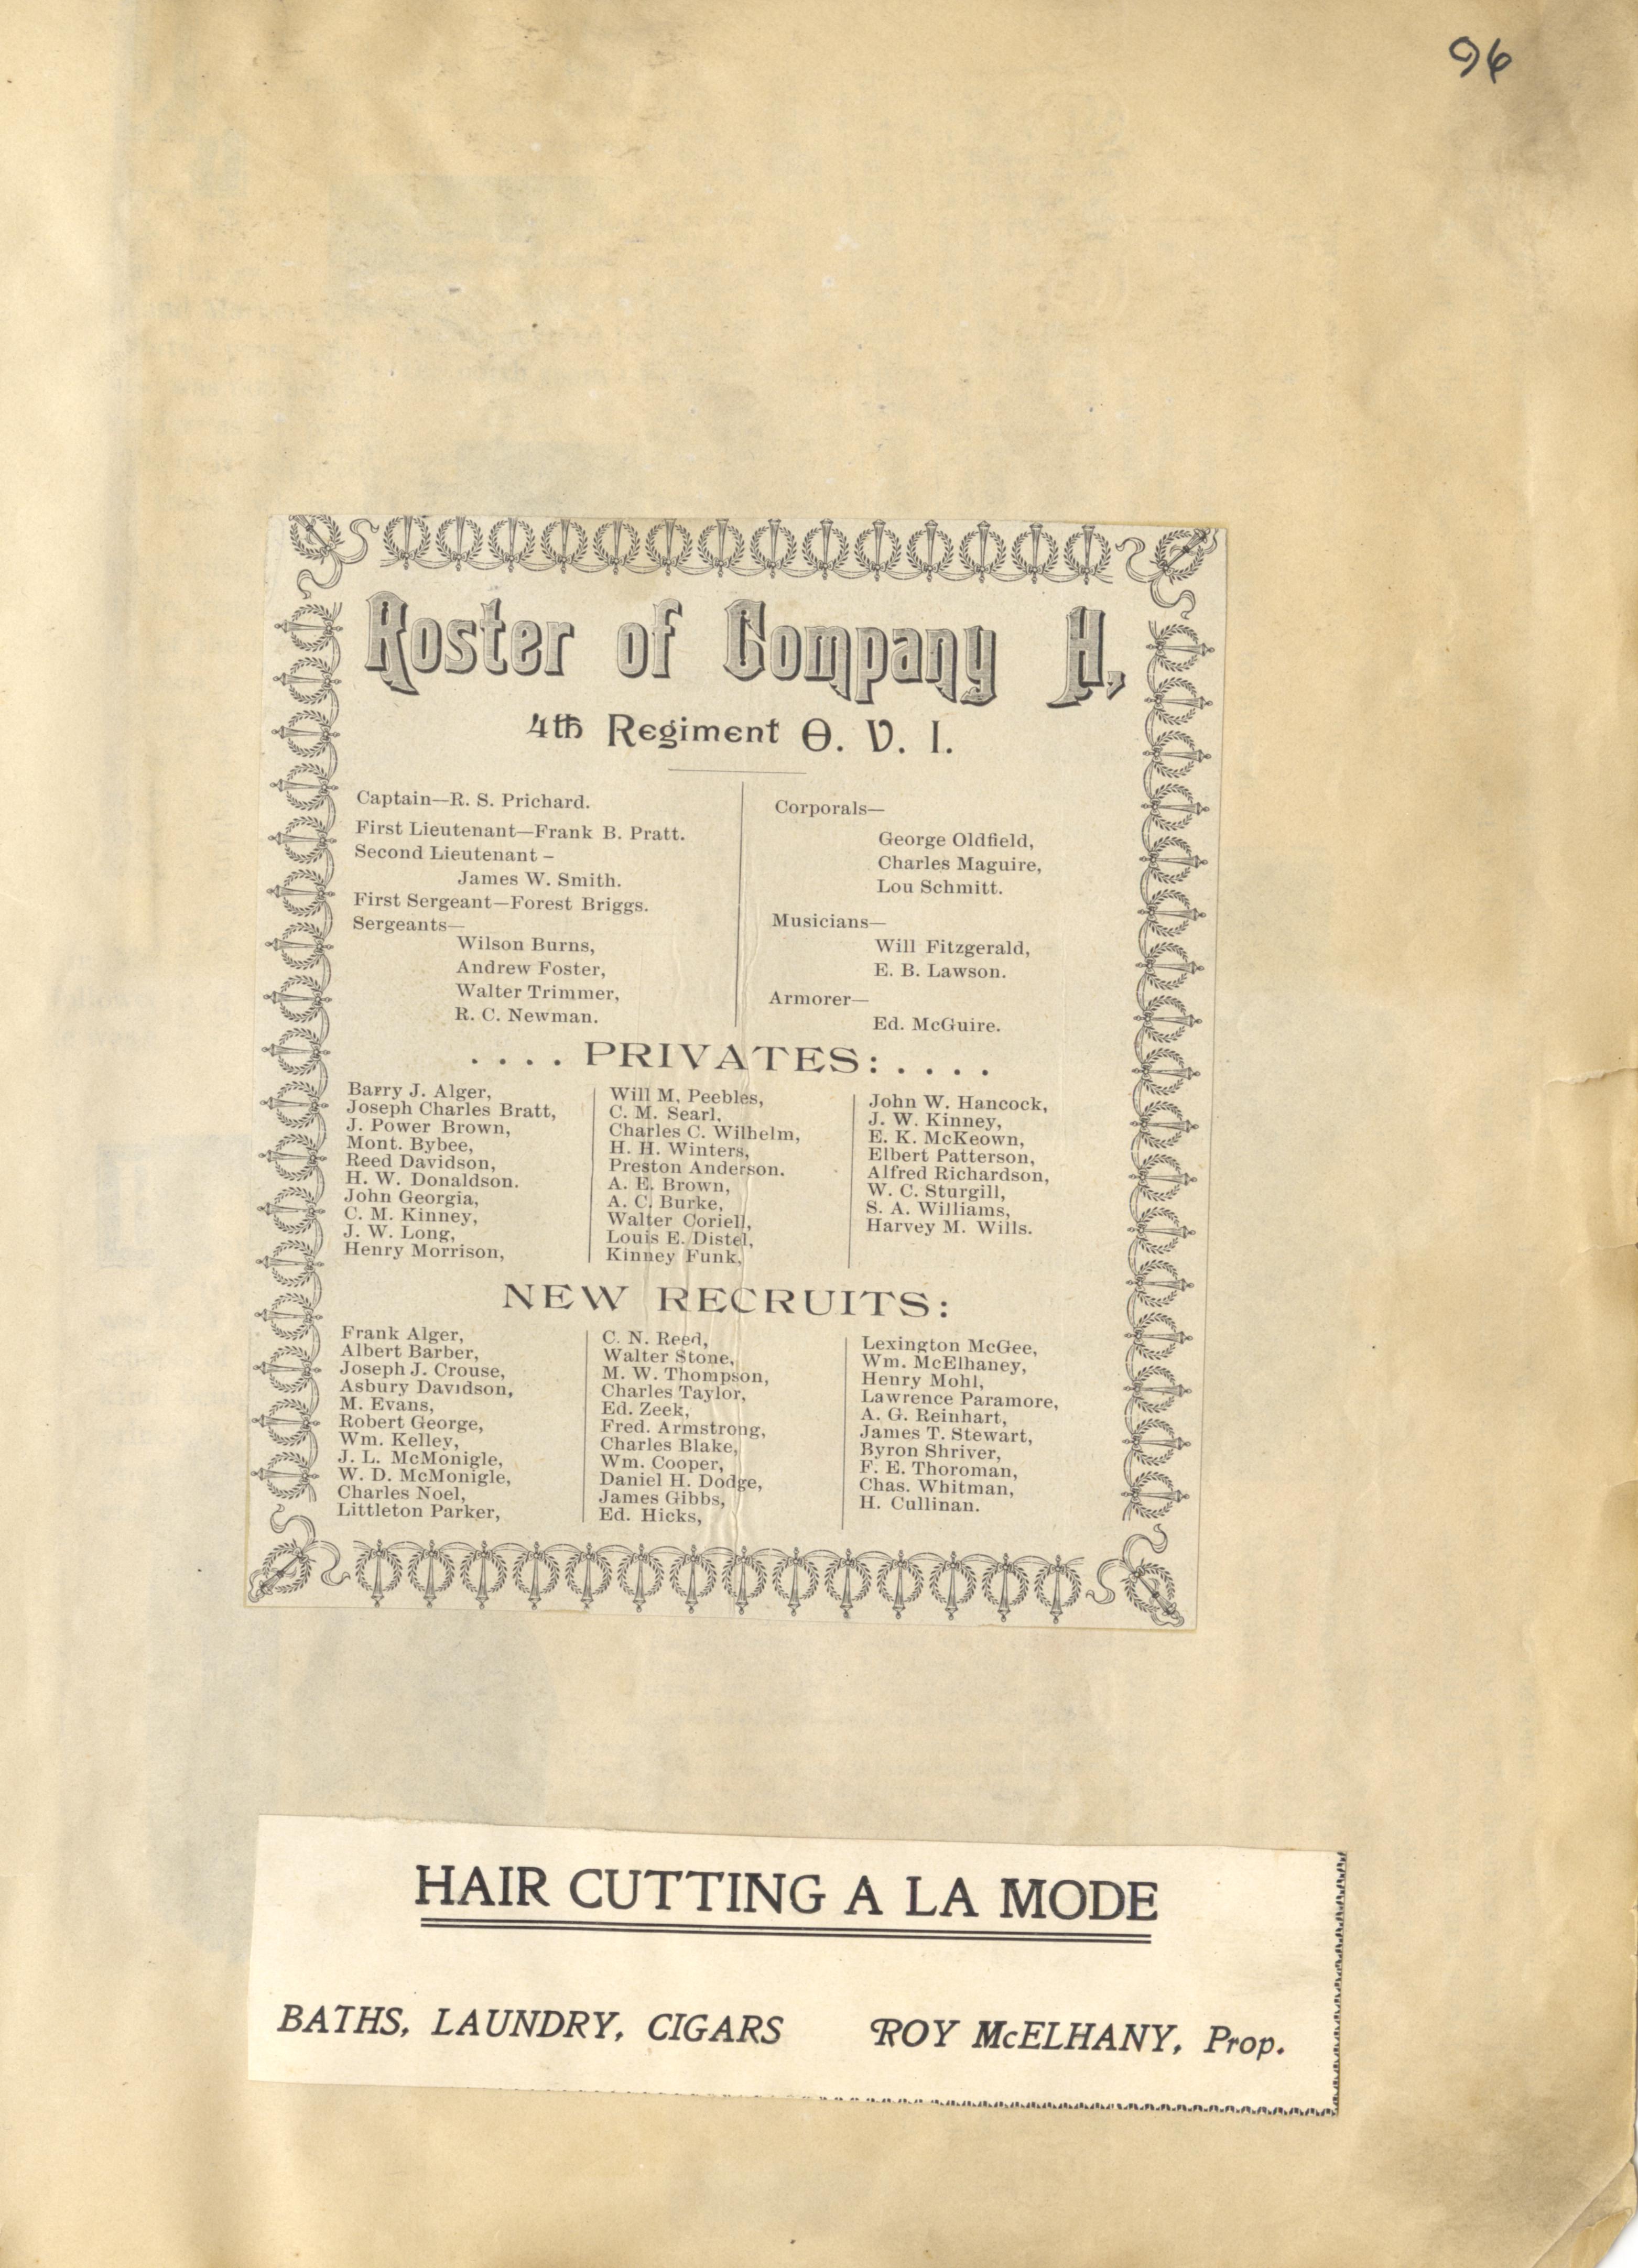 96
Roster of Company H,
4th Regiment O. V. I.
Captain—R. S. Prichard.
First Lieutenant—Frank B. Pratt.
Second Lieutenant –
James W. Smith.
First Sergeant—Forest Briggs.
Sergeants—
Wilson Burns,
Andrew Foster,
Walter Trimmer,
R. C. Newman.
Corporals—
George Oldfield,
Charles Maguire,
Lou Schmitt.
Musicians—
Will Fitzgerald,
E. B. Lawson.
Armorer—
Ed. McGuire.
.... PRIVATES: ....
Barry J. Alger,
Joseph Charles Bratt,
J. Power Brown,
Mont. Bybee,
Reed Davidson,
H. W. Donaldson.
John Georgia,
C. M. Kinney,
J. W. Long,
Henry Morrison,
Will M. Peebles,
C. M. Searl,
Charles C. Wilhelm,
H. H. Winters,
Preston Anderson.
A. E. Brown,
A. C. Burke,
Walter Coriell,
Louis E. Distel,
Kinney Funk,
John W. Hancock,
J. W. Kinney,
E. K. McKeown,
Elbert Patterson,
Alfred Richardson,
W. C. Sturgill,
S. A. Williams,
Harvey M. Wills.
NEW RECRUITS:
Frank Alger,
Albert Barber,
Joseph J. Crouse,
Asbury Davidson,
M. Evans,
Robert George,
Wm. Kelley,
J. L. McMonigle,
W. D. McMonigle,
Charles Noel,
Littleton Parker,
C. N. Reed,
Walter Stone,
M. W. Thompson,
Charles Taylor,
Ed. Zeek,
Fred. Armstrong,
Charles Blake,
Wm. Cooper,
Daniel H. Dodge,
James Gibbs,
Ed. Hicks,
Lexington McGee,
Wm. McElhaney,
Henry Mohl,
Lawrence Paramore,
A. G. Reinhart,
James T. Stewart,
Byron Shriver,
F. E. Thoroman,
Chas. Whitman,
H. Cullinan.
HAIR CUTTING A LA MODE
BATHS, LAUNDRY, CIGARS ROY McELHANY, Prop.